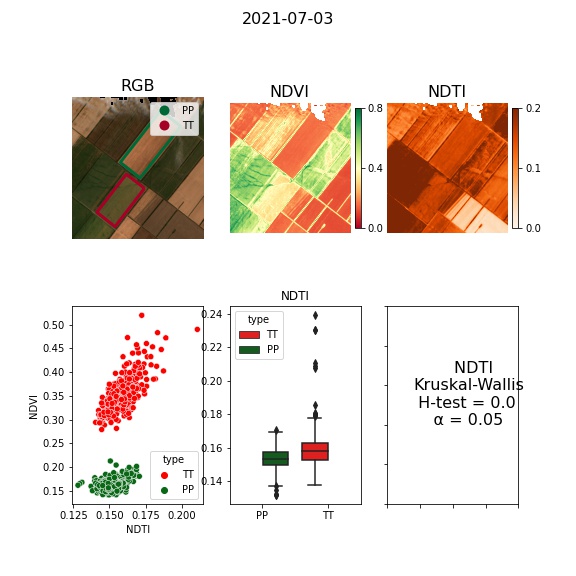 2021-07-03
RGB
PP
TT
NDVI
0.8
0.4
0.0
NDTI
0.2
0.1
0.0
NDVI
0.50
0.45
0.40
0.35
0.30
0.25
0.20
0.15
type
TT
PP
0.125 0.150 0.175 0.200
NDTI
NDTI
0.24
0.22
0.20
0.18
0.16
0.14
type
TT
PP
PP TT
NDTI
Kruskal-Wallis
H-test = 0.0
α = 0.05